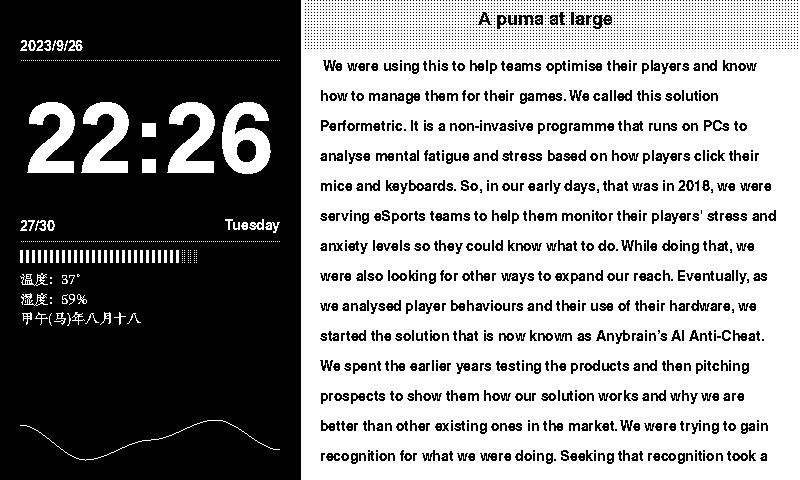 2023/9/26
22:26
27/30
Tuesday
温度：37°
湿度：59%
甲午(马)年八月十八
A puma at large
We were using this to help teams optimise their players and know
how to manage them for their games. We called this solution
Performetric. It is a non-invasive programme that runs on PCs to
analyse mental fatigue and stress based on how players click their
mice and keyboards. So, in our early days, that was in 2018, we were
serving eSports teams to help them monitor their players' stress and
anxiety levels so they could know what to do. While doing that, we
were also looking for other ways to expand our reach. Eventually, as
we analysed player behaviours and their use of their hardware, we
started the solution that is now known as Anybrain’s AI Anti-Cheat.
We spent the earlier years testing the products and then pitching
prospects to show them how our solution works and why we are
better than other existing ones in the market. We were trying to gain
recognition for what we were doing. Seeking that recognition took a